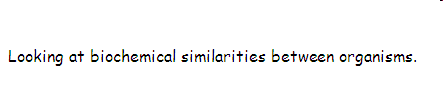 Looking at biochemical similarities between organisms.